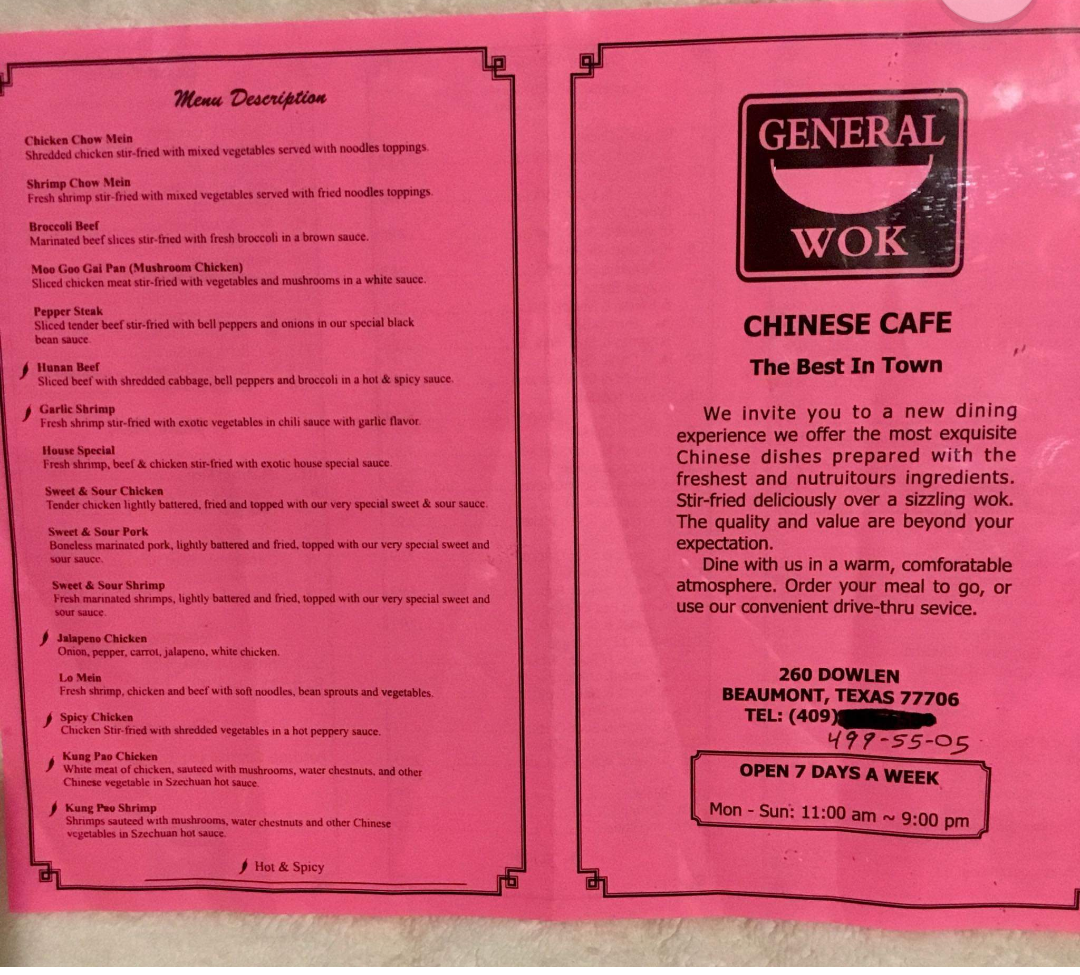 Menu Description
Chicken Chow Mein
Shredded chicken stir-fried with mixed vegetables served with noodles toppings.
Shrimp Chow Mein
Fresh shrimp stir-fried with mixed vegetables served with fried noodles toppings.
Broccoli Beef
Marinated beef slices stir-fried with fresh broccoli in a brown sauce.
Moo Goo Gai Pan (Mushroom Chicken)
Sliced chicken meat stir-fried with vegetables and mushrooms in a white sauce.
Pepper Steak
Sliced tender beef stir-fried with bell peppers and onions in our special black
bean sauce.
Hunan Beef
Sliced beef with shredded cabbage, bell peppers and broccoli in a hot & spicy sauce.
Garlic Shrimp
Fresh shrimp stir-fried with exotic vegetables in chili sauce with garlic flavor.
House Special
Fresh shrimp, beef & chicken stir-fried with exotic house special sauce.
Sweet & Sour Chicken
Tender chicken lightly battered, fried and topped with our very special sweet & sour sauce.
Sweet & Sour Pork
Boneless marinated pork, lightly battered and fried, topped with our very special sweet and
sour sauce.
Sweet & Sour Shrimp
Fresh marinated shrimps, lightly battered and fried, topped with our very special sweet and
sour sauce.
Jalapeno Chicken
Onion, pepper, carrot, jalapeno, white chicken.
Lo Mein
Fresh shrimp, chicken and beef with soft noodles, bean sprouts and vegetables.
Spicy Chicken
Chicken Stir-fried with shredded vegetables in a hot peppery sauce.
Kung Pao Chicken
White meat of chicken, sauteed with mushrooms, water chestnuts, and other
Chinese vegetable in Szechuan hot sauce.
Kung Pao Shrimp
Shrimps sauteed with mushrooms, water chestnuts and other Chinese
vegetables in Szechuan hot sauce.
Hot & Spicy
GENERAL
WOK
CHINESE CAFE
The Best In Town
We invite you to a new dining
experience we offer the most exquisite
Chinese dishes prepared with the
freshest and nutruitours ingredients.
Stir-fried deliciously over a sizzling wok.
The quality and value are beyond your
expectation.
Dine with us in a warm, comforatable
atmosphere. Order your meal to go, or
use our convenient drive-thru sevice.
260 DOWLEN
BEAUMONT, TEXAS 77706
TEL: (409)
499-55-05
OPEN 7 DAYS A WEEK
Mon - Sun: 11:00 am ~ 9:00 pm